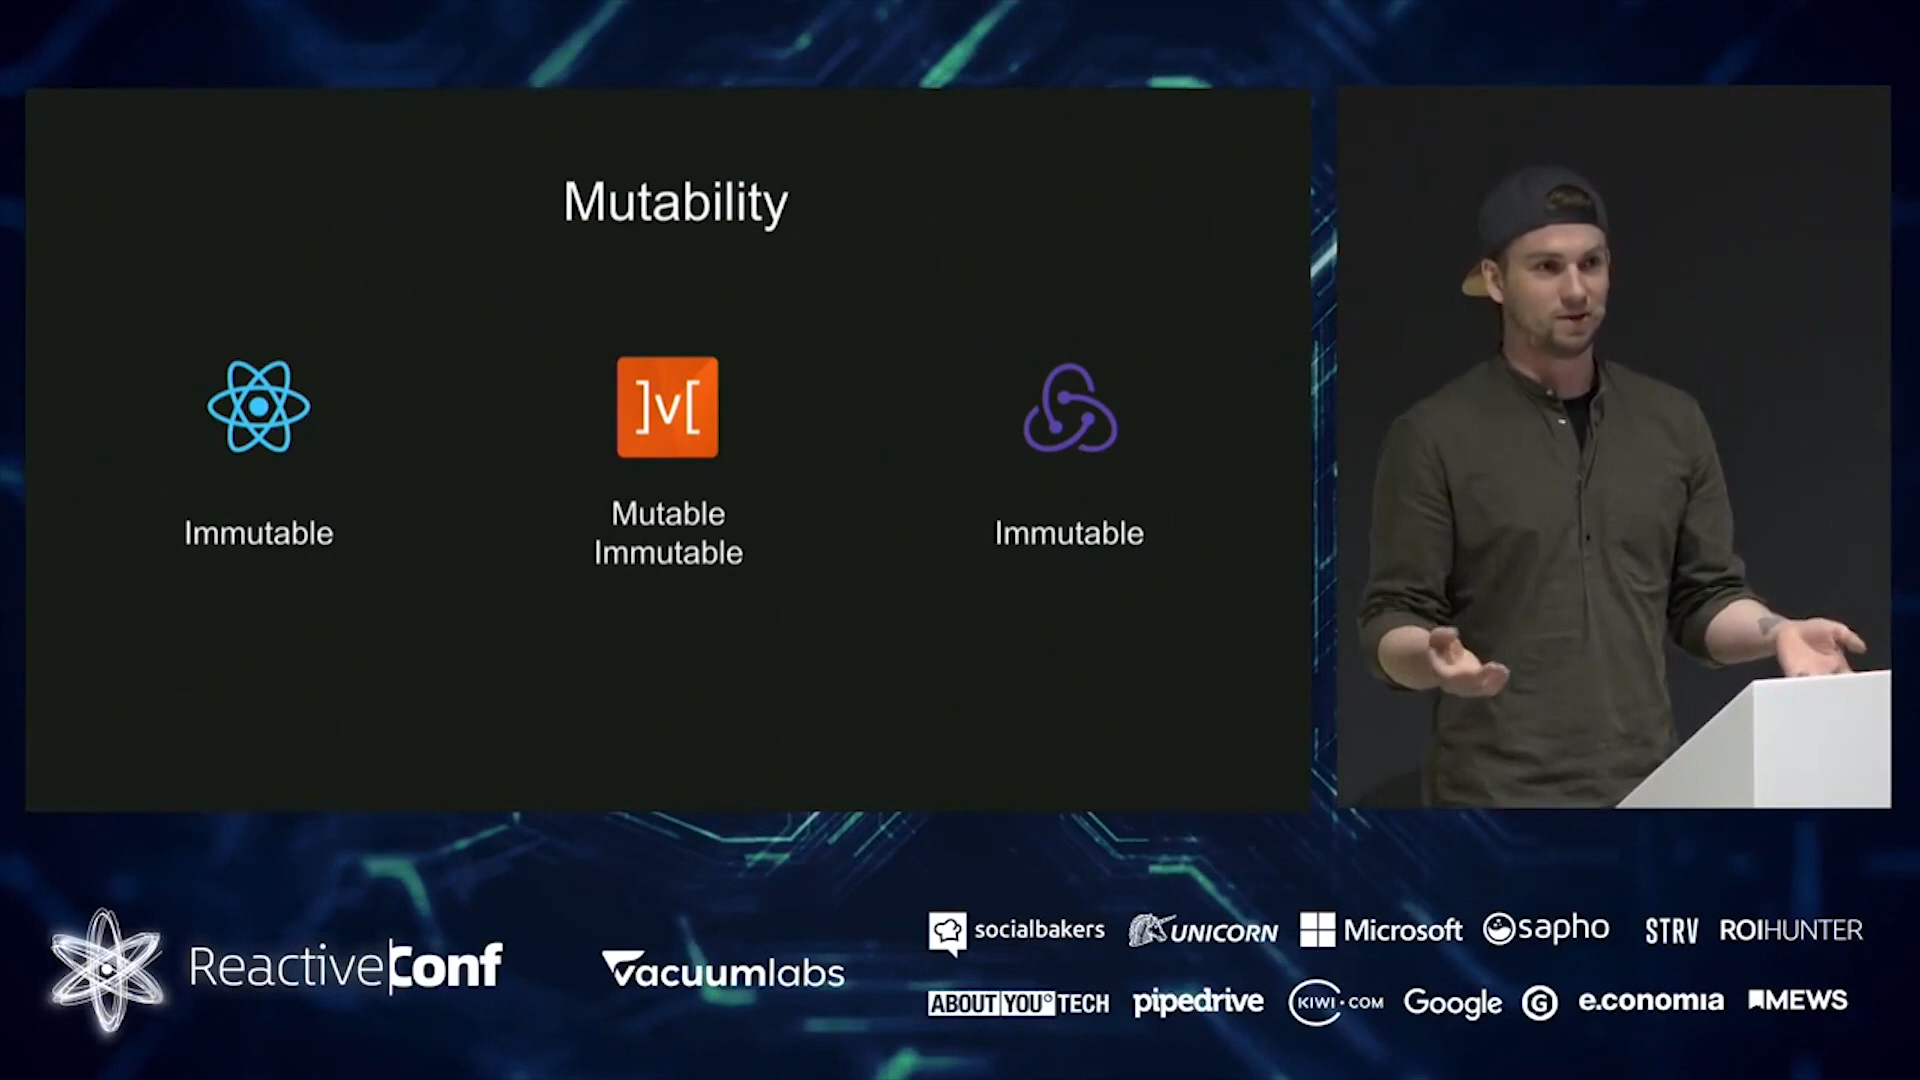 Mutability
]v[
Immutable
Mutable
Immutable
Immutable
ReactiveConf
Vacuumlabs
socialbakers
UNICORN
Microsoft
sapho
STRV
ROIHUNTER
ABOUT YOU° TECH
pipedrive
KIWI.COM
Google
G
e.conomia
MEWS